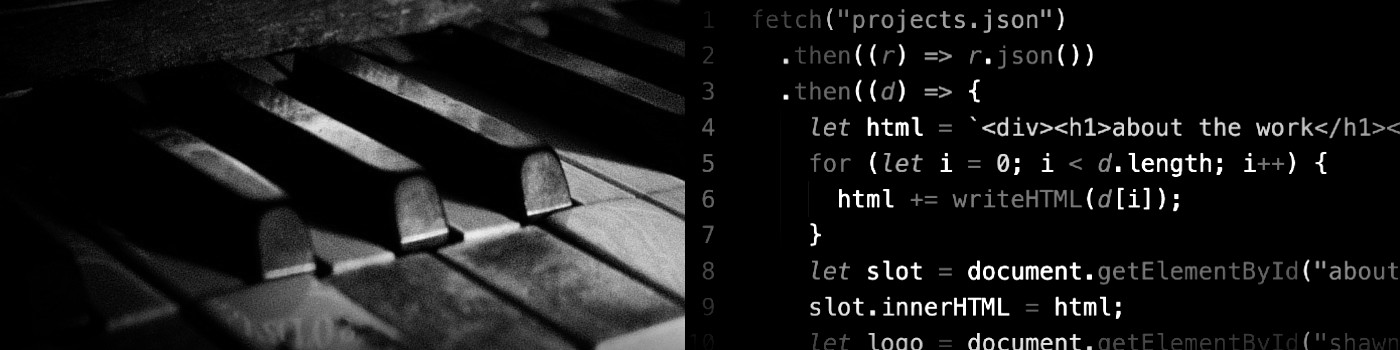 1 fetch("projects.json")
2 .then((r) => r.json())
3 .then((d) => {
4 let html = `<div><h1>about the work</h1><
5 for (let i = 0; i < d.length; i++) {
6 html += writeHTML(d[i]);
7 }
8 let slot = document.getElementById("about
9 slot.innerHTML = html;
10 let logo = document.getElementById("shawn